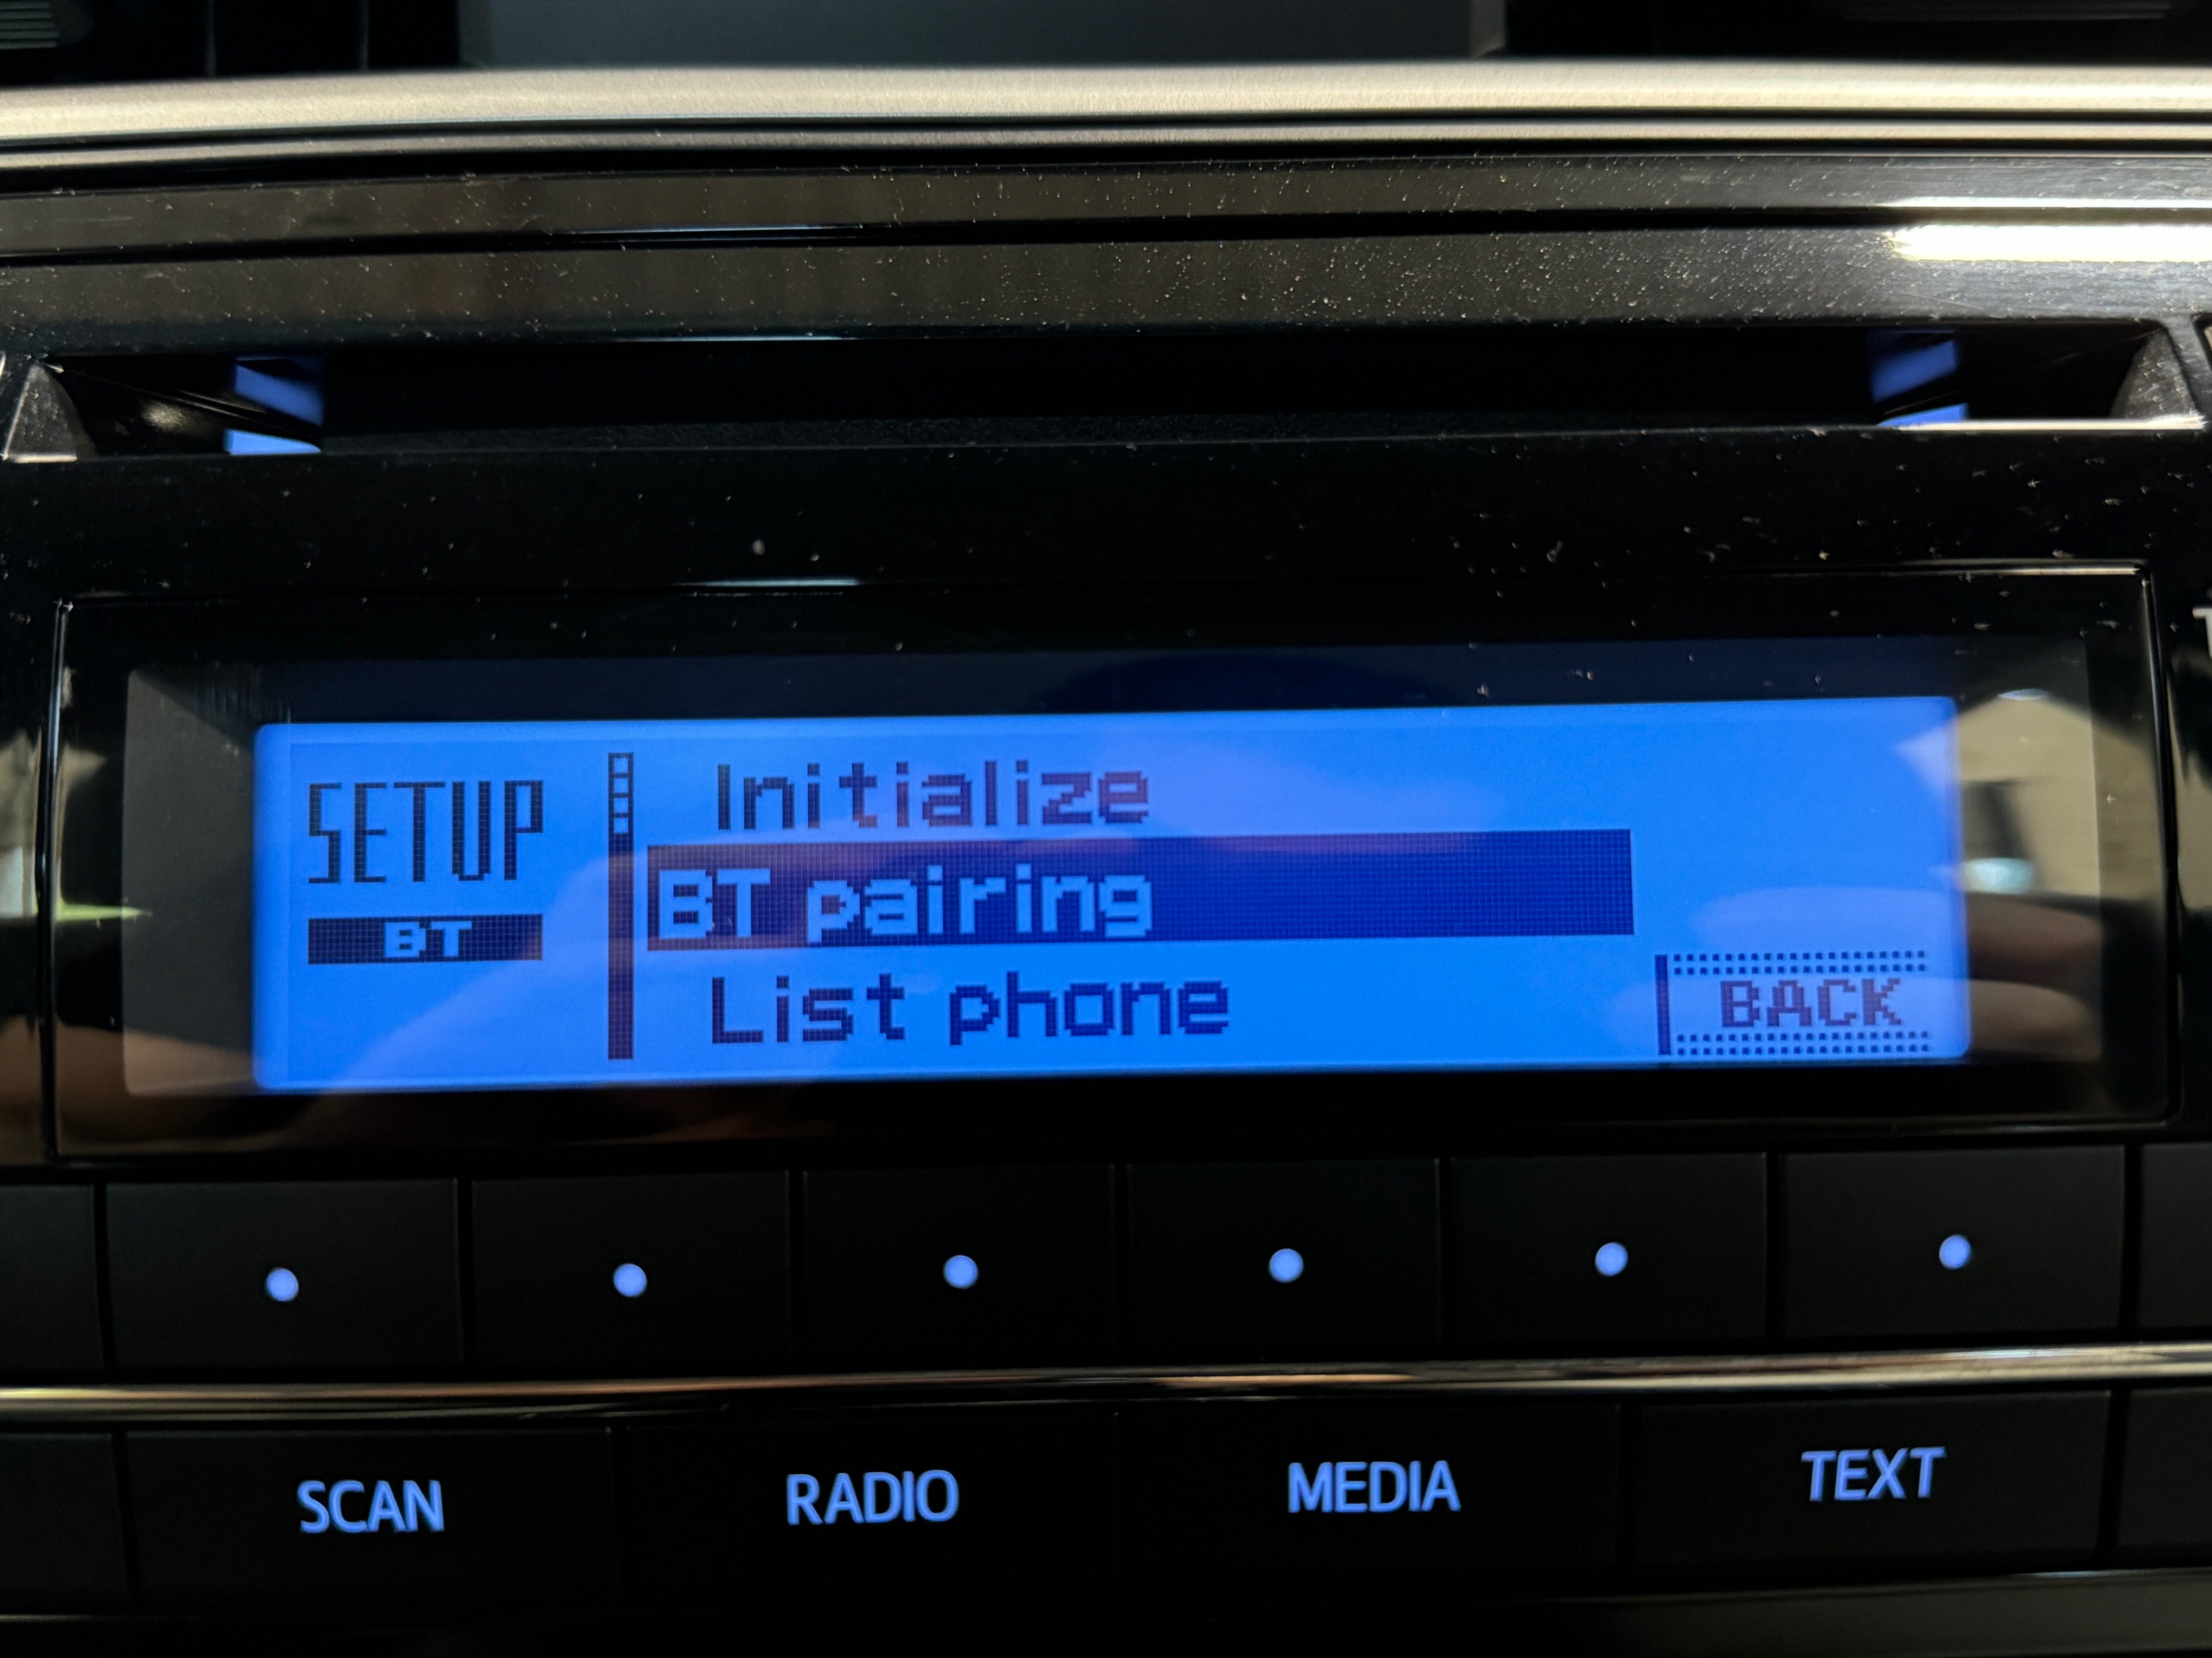 SETUP
BT
Initialize
BT pairing
List phone
BACK
SCAN
RADIO
MEDIA
TEXT